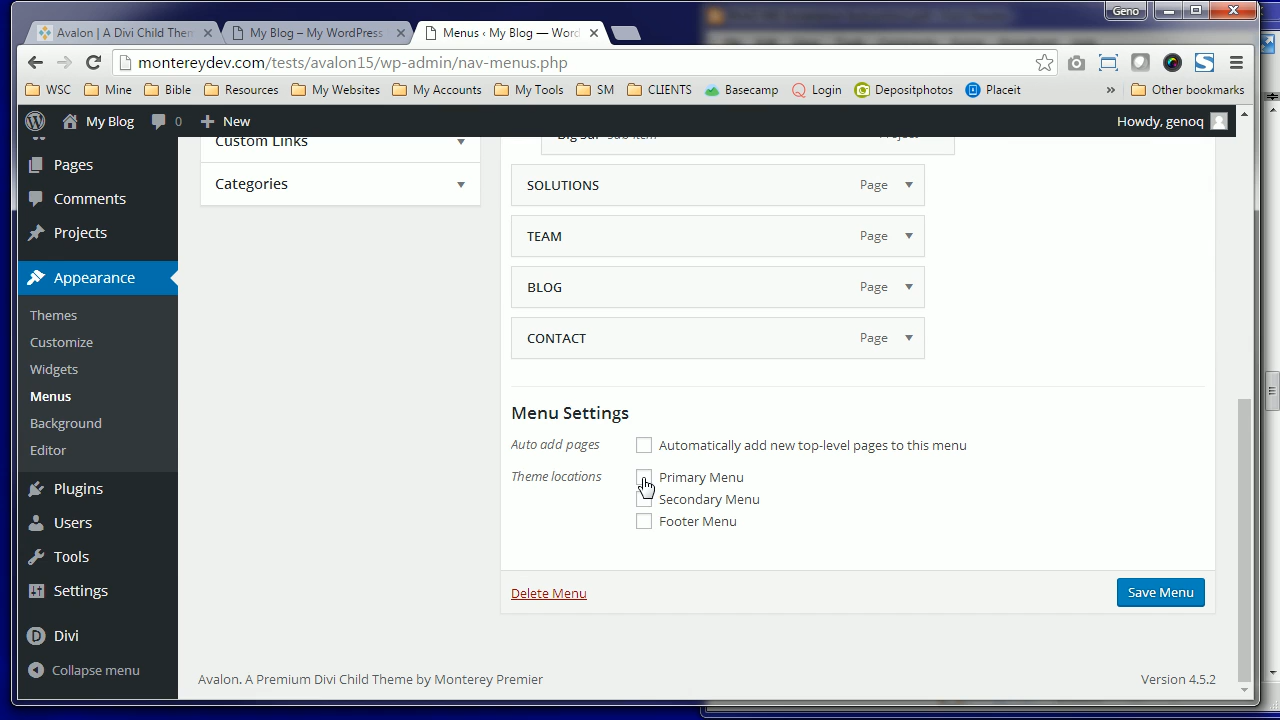 Geno
Avalon | A Divi Child Them
My Blog – My WordPress
Menus ‹ My Blog — Word
montereydev.com/tests/avalon15/wp-admin/nav-menus.php
WSC
Mine
Bible
Resources
My Websites
My Accounts
My Tools
SM
CLIENTS
Basecamp
Login
Depositphotos
Placeit
»
Other bookmarks
My Blog
0
New
Howdy, genoq
Pages
Comments
Projects
Appearance
Themes
Customize
Widgets
Menus
Background
Editor
Plugins
Users
Tools
Settings
Divi
Collapse menu
Custom Links
Categories
Big Sur sub item Project
SOLUTIONS Page
TEAM Page
BLOG Page
CONTACT Page
Menu Settings
Auto add pages Automatically add new top-level pages to this menu
Theme locations Primary Menu
Secondary Menu
Footer Menu
Delete Menu
Save Menu
Avalon. A Premium Divi Child Theme by Monterey Premier
Version 4.5.2